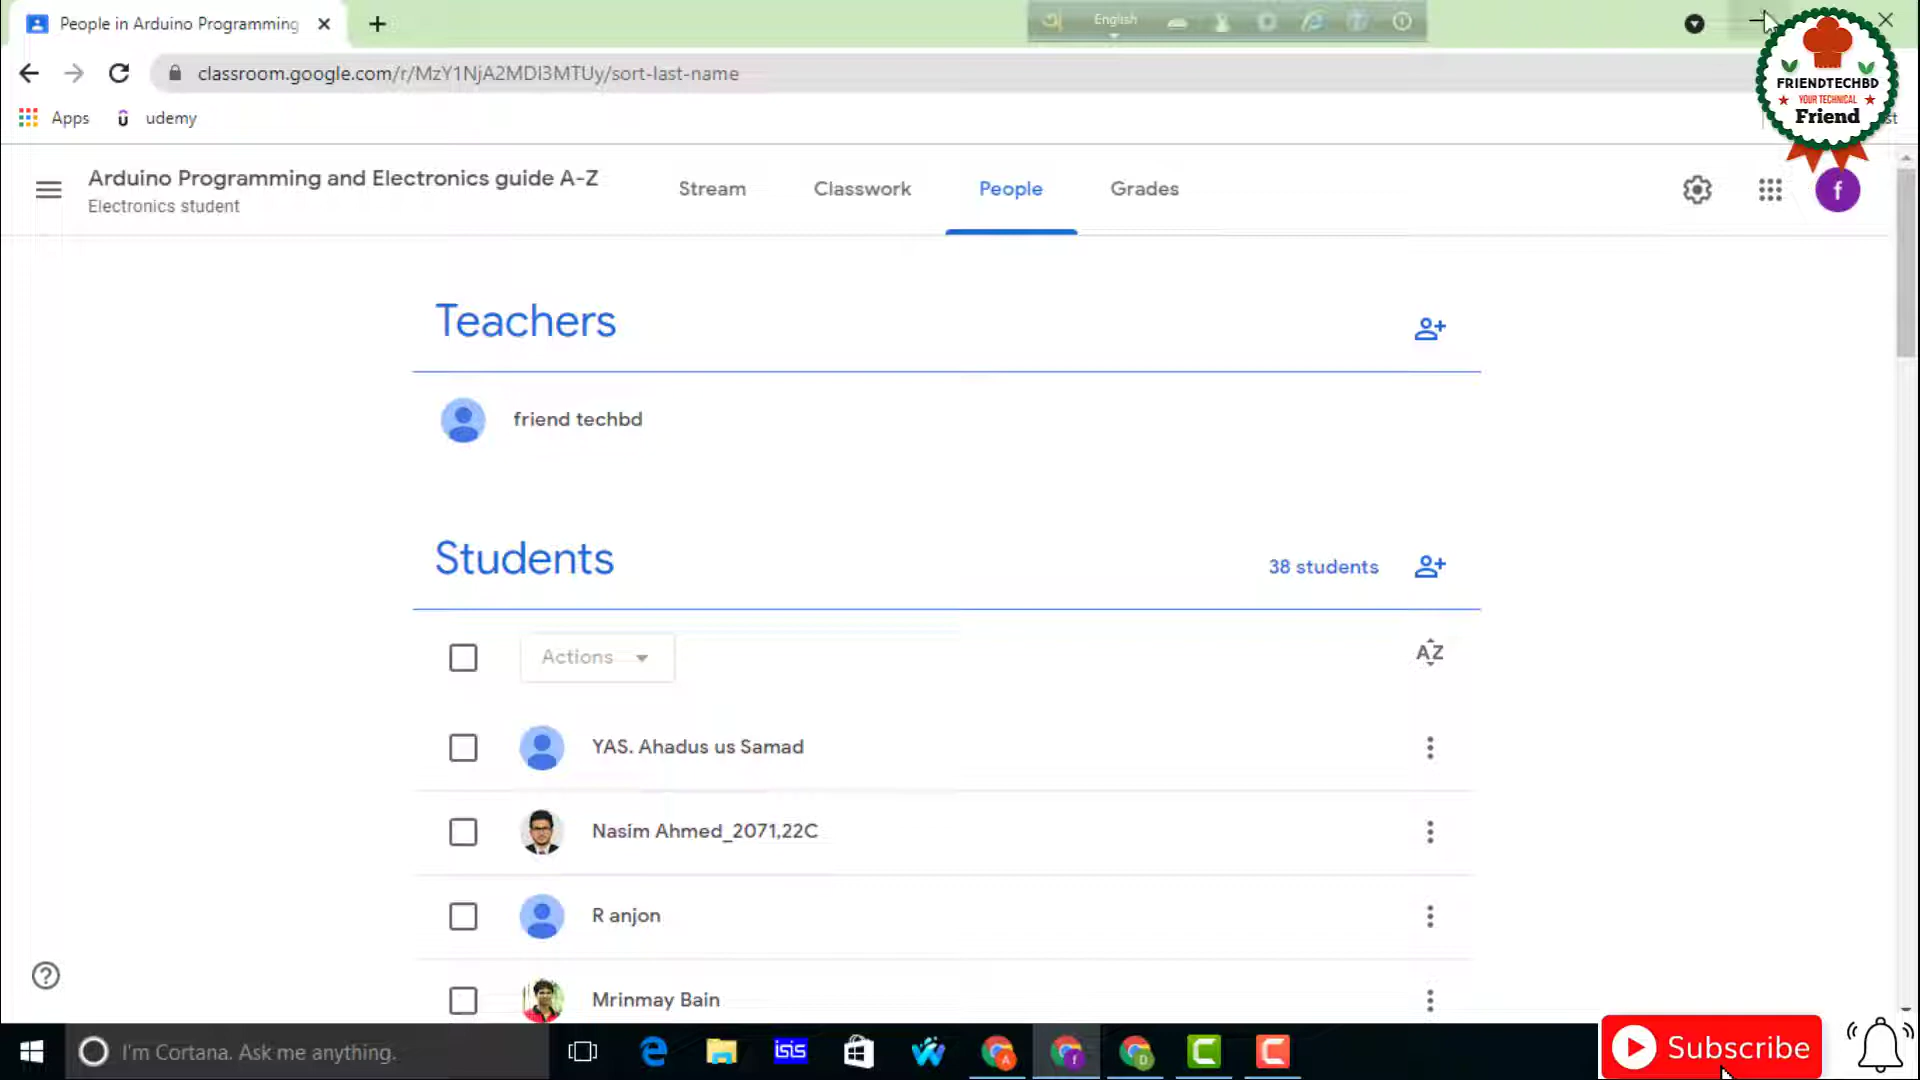 People in Arduino Programming
English
classroom.google.com/r/MzY1NjA2MDI3MTUy/sort-last-name
Apps
udemy
FRIENDTECHBD
YOUR TECHNICAL
Friend
Arduino Programming and Electronics guide A-Z
Electronics student
Stream
Classwork
People
Grades
f
Teachers
friend techbd
Students
38 students
Actions
AZ
YAS. Ahadus us Samad
Nasim Ahmed_2071,22C
R anjon
Mrinmay Bain
I'm Cortana. Ask me anything.
isis
Subscribe